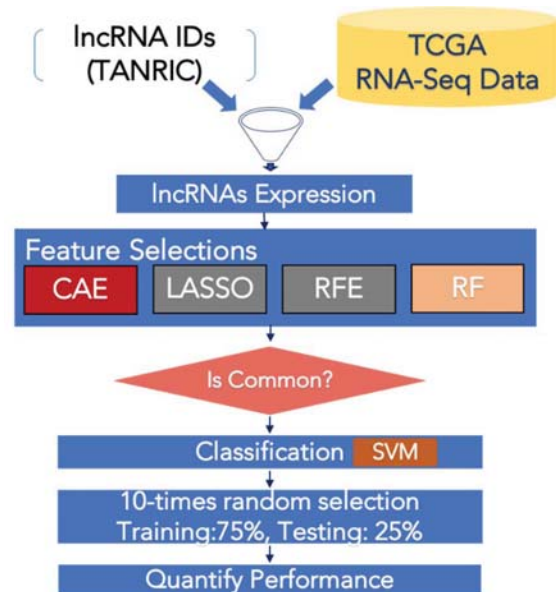 lncRNA IDs
(TANRIC)
TCGA
RNA-Seq Data
lncRNAs Expression
Feature Selections
CAE
LASSO
RFE
RF
Is Common?
Classification
SVM
10-times random selection
Training:75%, Testing: 25%
Quantify Performance